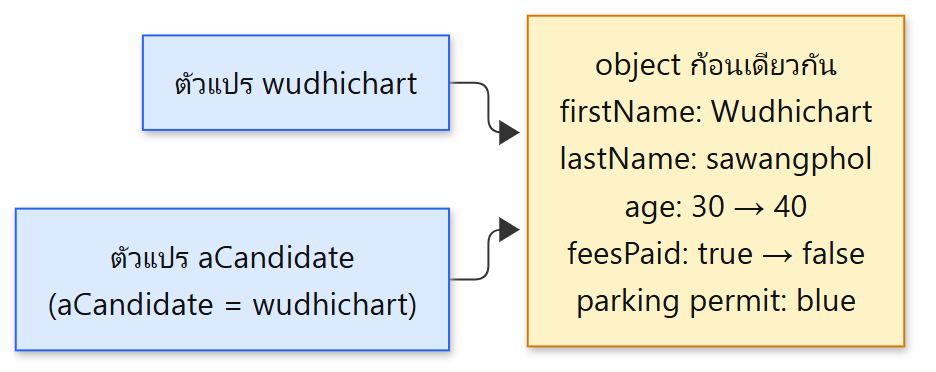 ตัวแปร wudhichart
ตัวแปร aCandidate
(aCandidate = wudhichart)
object ก้อนเดียวกัน
firstName: Wudhichart
lastName: sawangphol
age: 30 → 40
feesPaid: true → false
parking permit: blue